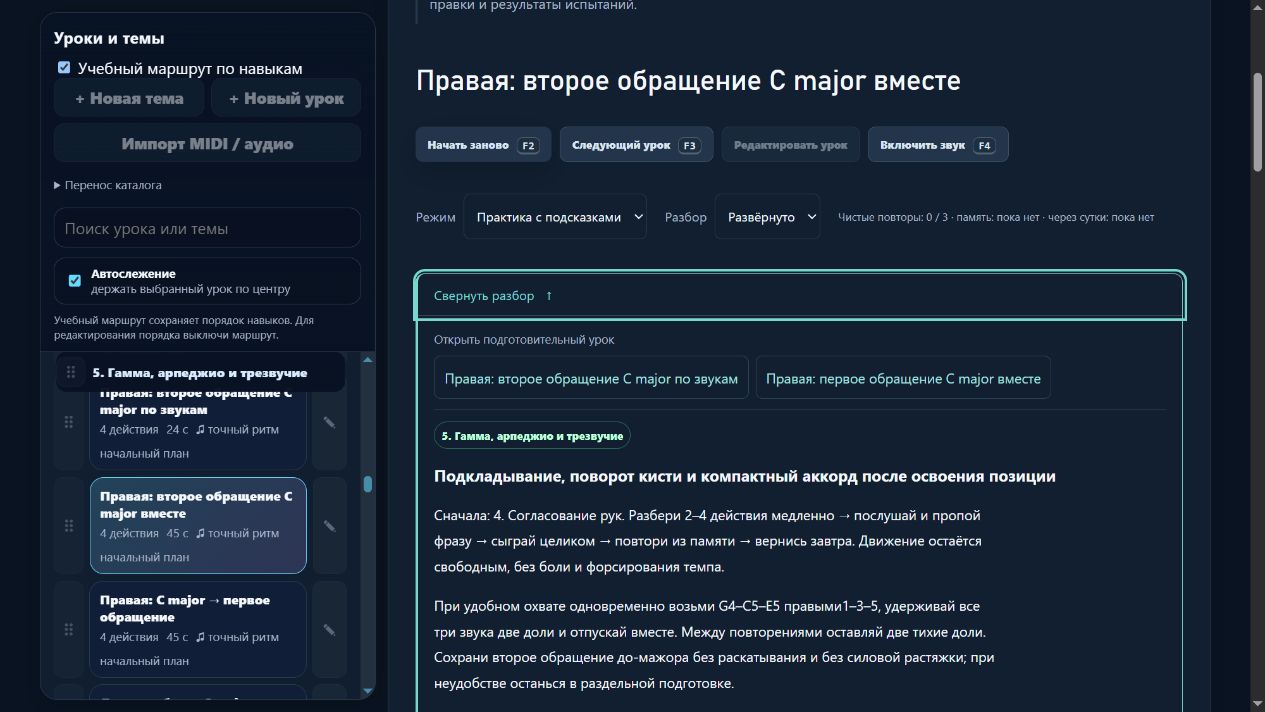 Уроки и темы
Учебный маршрут по навыкам
+ Новая тема
+ Новый урок
Импорт MIDI / аудио
Перенос каталога
Поиск урока или темы
Автослежение
держать выбранный урок по центру
Учебный маршрут сохраняет порядок навыков. Для
редактирования порядка выключи маршрут.
5. Гамма, арпеджио и трезвучие
Правая: второе обращение C
major по звукам
4 действия 24 с ♫ точный ритм
начальный план
Правая: второе обращение C
major вместе
4 действия 45 с ♫ точный ритм
начальный план
Правая: C major → первое
обращение
4 действия 45 с ♫ точный ритм
начальный план
правки и результаты испытаний.
Правая: второе обращение C major вместе
Начать заново F2
Следующий урок F3
Редактировать урок
Включить звук F4
Режим
Практика с подсказками
Разбор
Развёрнуто
Чистые повторы: 0 / 3 · память: пока нет · через сутки: пока нет
Свернуть разбор ↑
Открыть подготовительный урок
Правая: второе обращение C major по звукам
Правая: первое обращение C major вместе
5. Гамма, арпеджио и трезвучие
Подкладывание, поворот кисти и компактный аккорд после освоения позиции
Сначала: 4. Согласование рук. Разбери 2–4 действия медленно → послушай и пропой
фразу → сыграй целиком → повтори из памяти → вернись завтра. Движение остаётся
свободным, без боли и форсирования темпа.
При удобном охвате одновременно возьми G4–C5–E5 правыми1–3–5, удерживай все
три звука две доли и отпускай вместе. Между повторениями оставляй две тихие доли.
Сохрани второе обращение до-мажора без раскатывания и без силовой растяжки; при
неудобстве останься в раздельной подготовке.